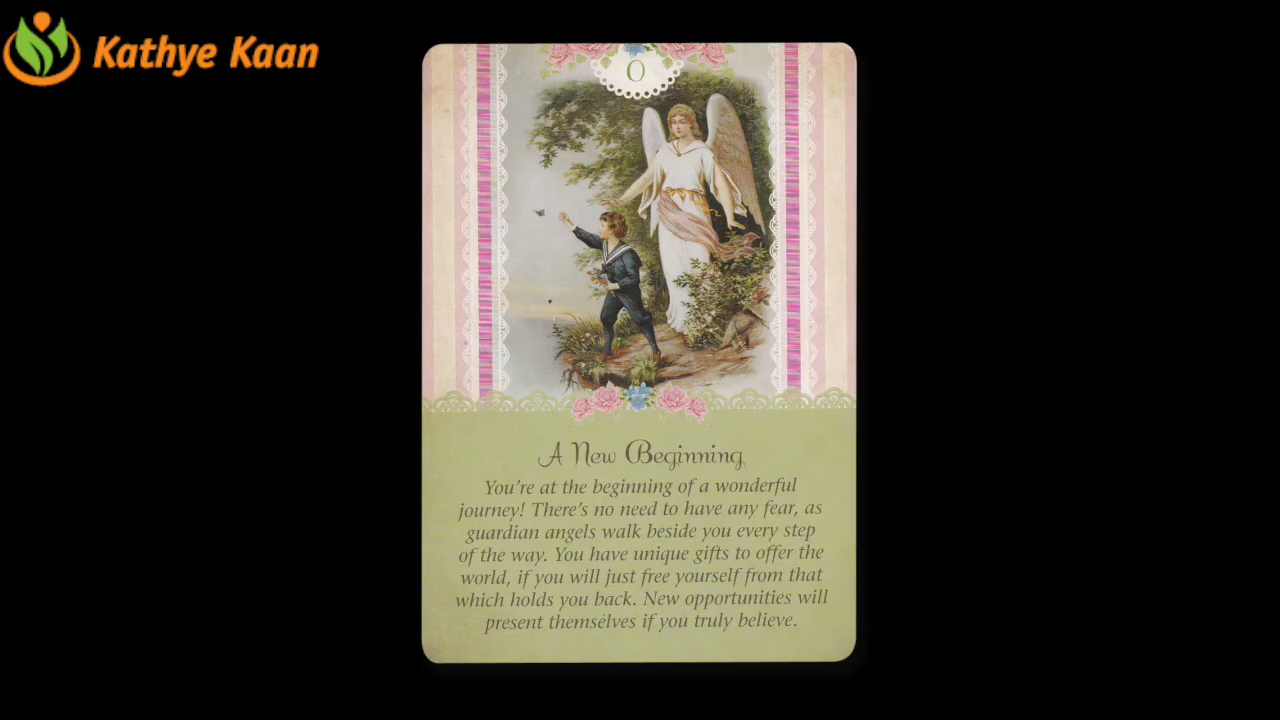 Kathye Kaan
0
A New Beginning
You're at the beginning of a wonderful
journey! There's no need to have any fear, as
guardian angels walk beside you every step
of the way. You have unique gifts to offer the
world, if you will just free yourself from that
which holds you back. New opportunities will
present themselves if you truly believe.